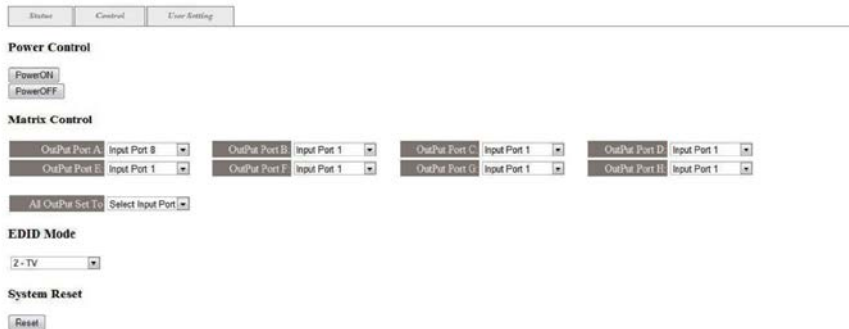 Status Control User Setting
Power Control
PowerON
PowerOFF
Matrix Control
OutPut Port A: Input Port 8 OutPut Port B: Input Port 1 OutPut Port C: Input Port 1 OutPut Port D: Input Port 1
OutPut Port E: Input Port 1 OutPut Port F: Input Port 1 OutPut Port G: Input Port 1 OutPut Port H: Input Port 1
All OutPut Set To: Select Input Port
EDID Mode
2 - TV
System Reset
Reset